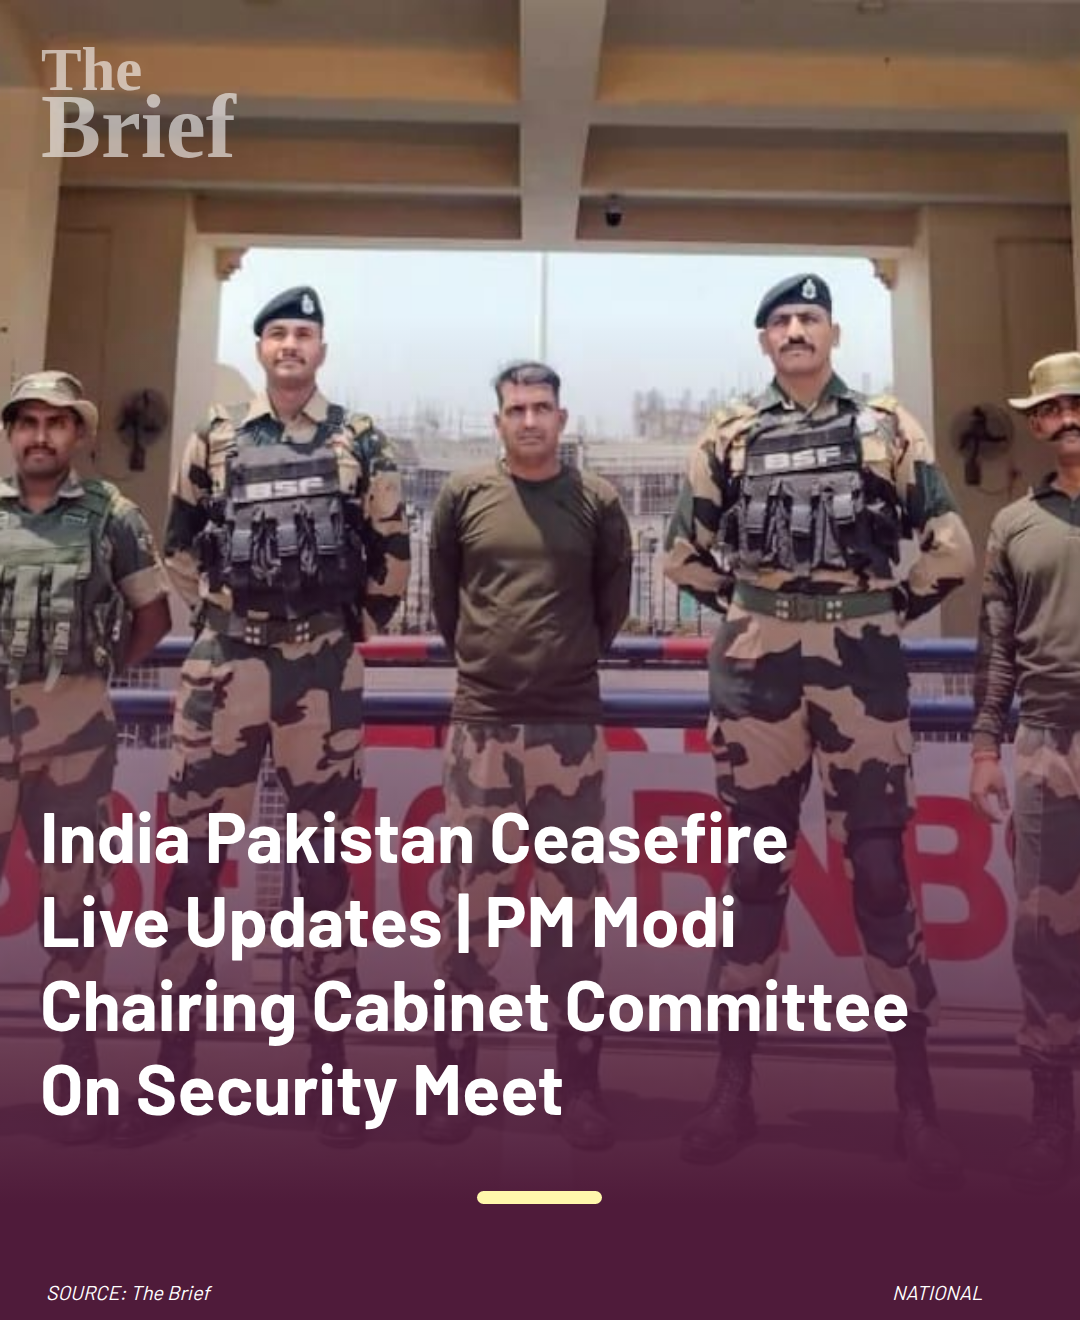 The
Brief
BSF
BSF
India Pakistan Ceasefire
Live Updates | PM Modi
Chairing Cabinet Committee
On Security Meet
SOURCE: The Brief
NATIONAL